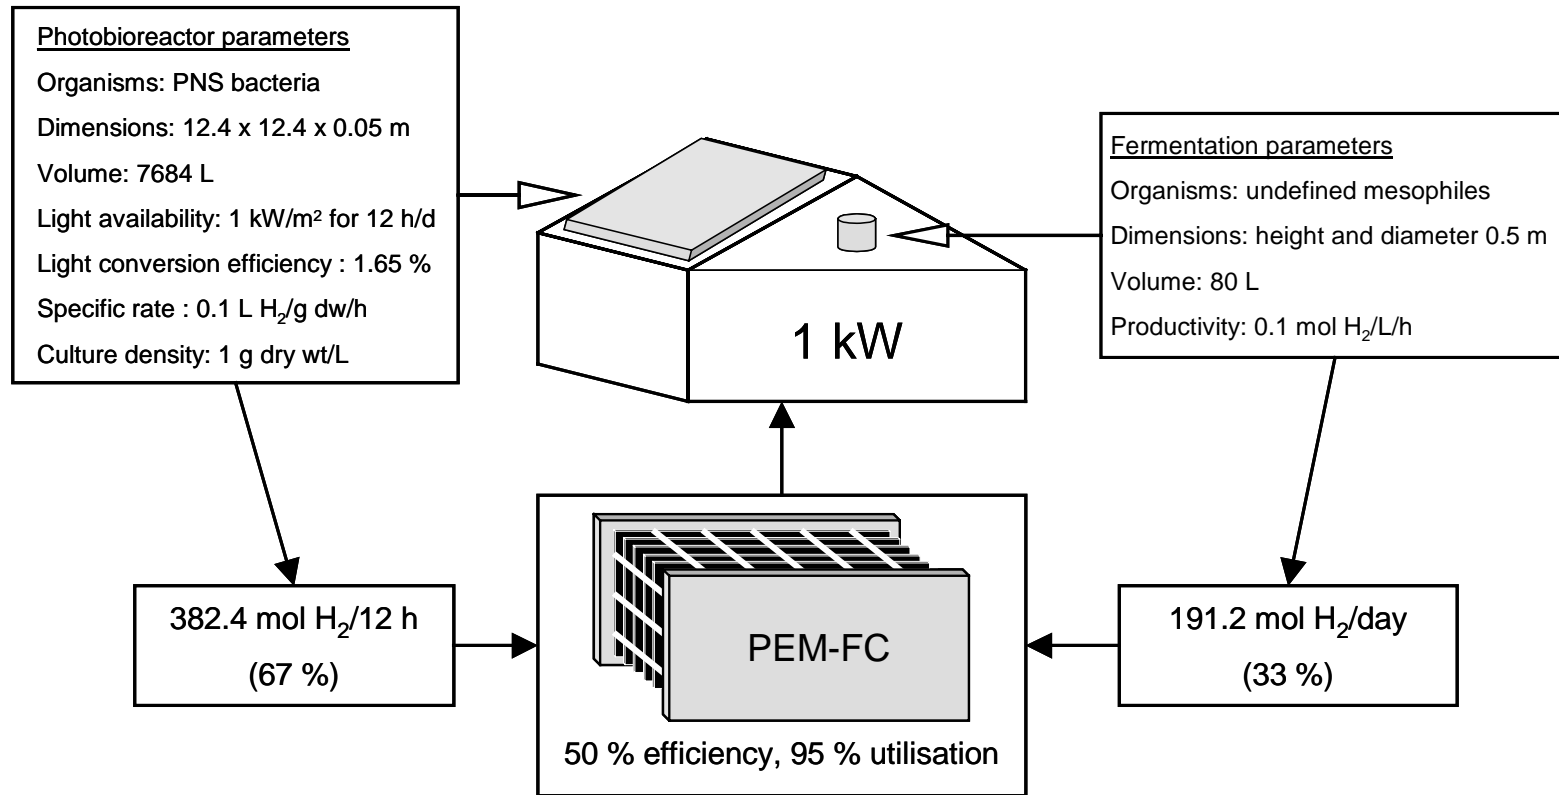 Photobioreactor parameters
Organisms: PNS bacteria
Dimensions: 12.4 x 12.4 x 0.05 m
Volume: 7684 L
Light availability: 1 kW/m² for 12 h/d
Light conversion efficiency : 1.65 %
Specific rate : 0.1 L H₂/g dw/h
Culture density: 1 g dry wt/L
Fermentation parameters
Organisms: undefined mesophiles
Dimensions: height and diameter 0.5 m
Volume: 80 L
Productivity: 0.1 mol H₂/L/h
1 kW
382.4 mol H₂/12 h
(67 %)
PEM-FC
50 % efficiency, 95 % utilisation
191.2 mol H₂/day
(33 %)